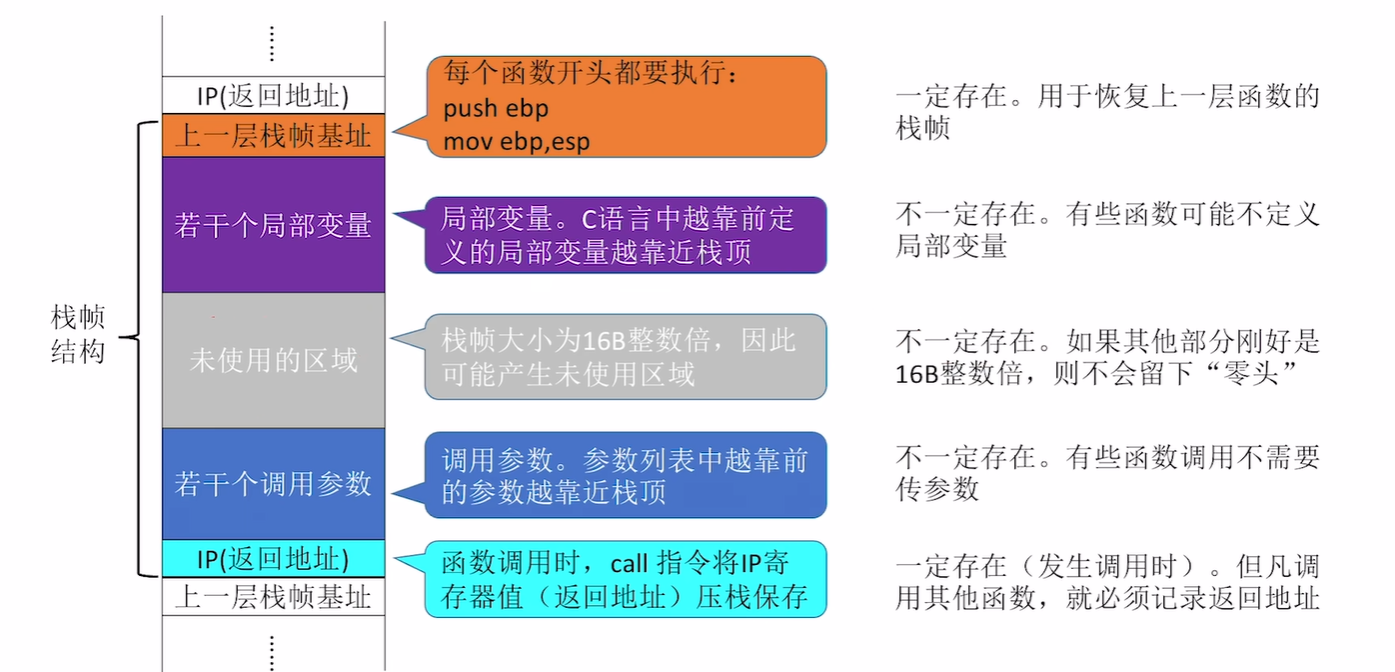 IP(返回地址)
上一层栈帧基址
若干个局部变量
未使用的区域
若干个调用参数
IP(返回地址)
上一层栈帧基址
栈帧
结构
每个函数开头都要执行：
push ebp
mov ebp,esp
局部变量。C语言中越靠前定
义的局部变量越靠近栈顶
栈帧大小为16B整数倍，因此
可能产生未使用区域
调用参数。参数列表中越靠前
的参数越靠近栈顶
函数调用时，call 指令将IP寄
存器值（返回地址）压栈保存
一定存在。用于恢复上一层函数的
栈帧
不一定存在。有些函数可能不定义
局部变量
不一定存在。如果其他部分刚好是
16B整数倍，则不会留下“零头”
不一定存在。有些函数调用不需要
传参数
一定存在（发生调用时）。但凡调
用其他函数，就必须记录返回地址